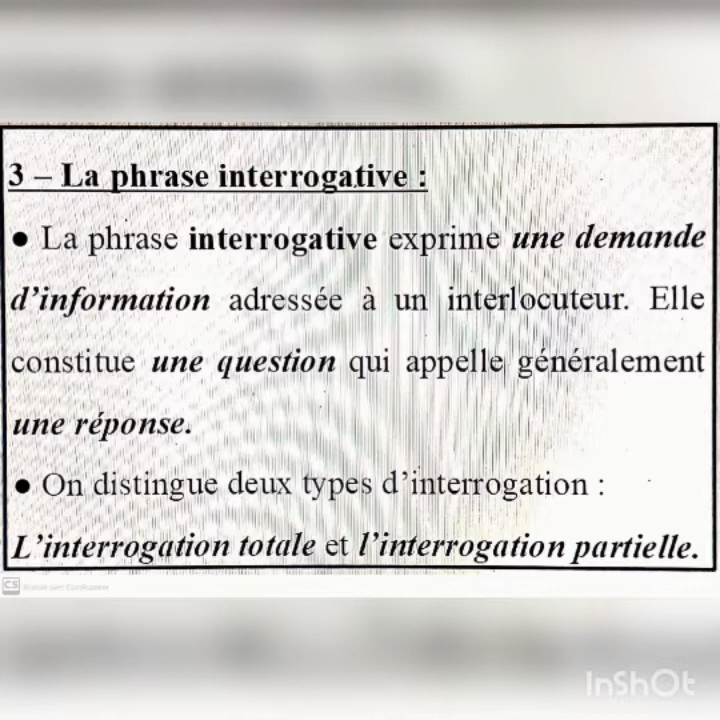 3 – La phrase interrogative :
● La phrase interrogative exprime une demande
d'information adressée à un interlocuteur. Elle
constitue une question qui appelle généralement
une réponse.
● On distingue deux types d'interrogation :
L'interrogation totale et l'interrogation partielle.
CS
InShOt